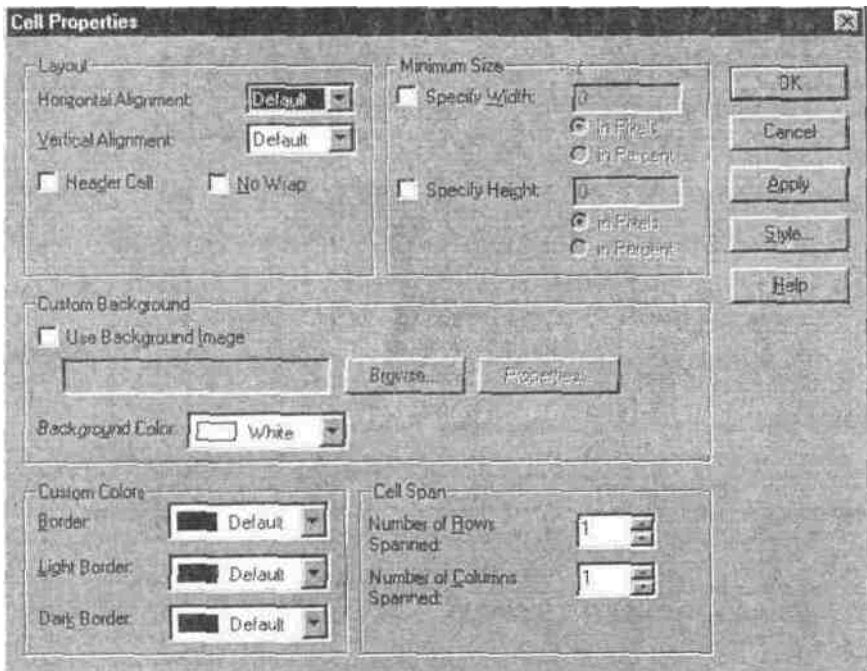 Cell Properties
Layout
Horizontal Alignment: Default
Vertical Alignment: Default
Header Cell No Wrap
Minimum Size
Specify Width: 0
in Pixels
in Percent
Specify Height: 0
in Pixels
in Percent
OK
Cancel
Apply
Style...
Help
Custom Background
Use Background Image
Browse... Properties...
Background Color: White
Custom Colors
Border: Default
Light Border: Default
Dark Border: Default
Cell Span
Number of Rows
Spanned: 1
Number of Columns
Spanned: 1